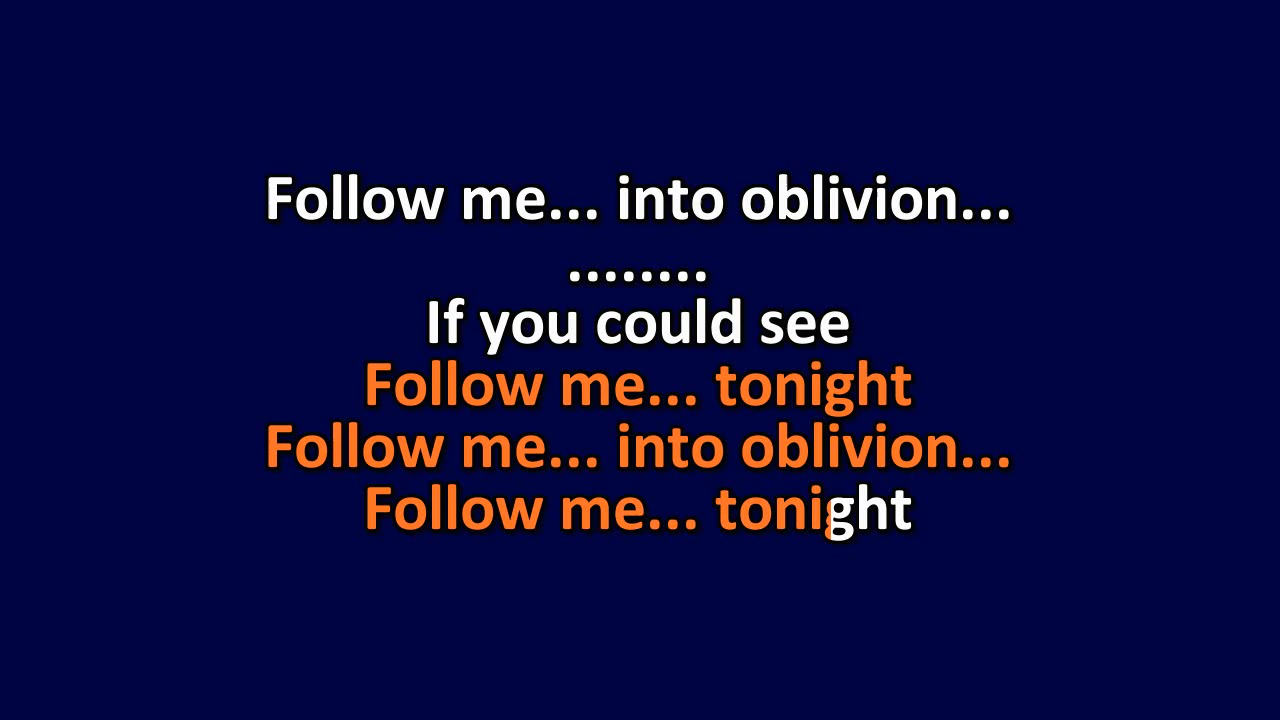 Follow me... into oblivion...
........
If you could see
Follow me... tonight
Follow me... into oblivion...
Follow me... tonight